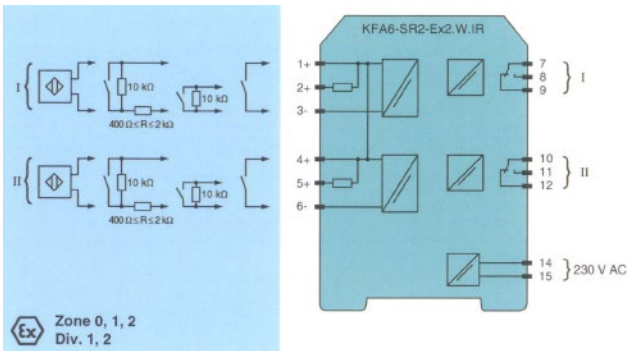 KFA6-SR2-Ex2.W.IR
I
10 kΩ
10 kΩ
400 Ω≤R≤2 kΩ
1+
2+
3-
7
8
9
I
II
10 kΩ
10 kΩ
400 Ω≤R≤2 kΩ
4+
5+
6-
10
11
12
II
14
15
230 V AC
Ex
Zone 0, 1, 2
Div. 1, 2